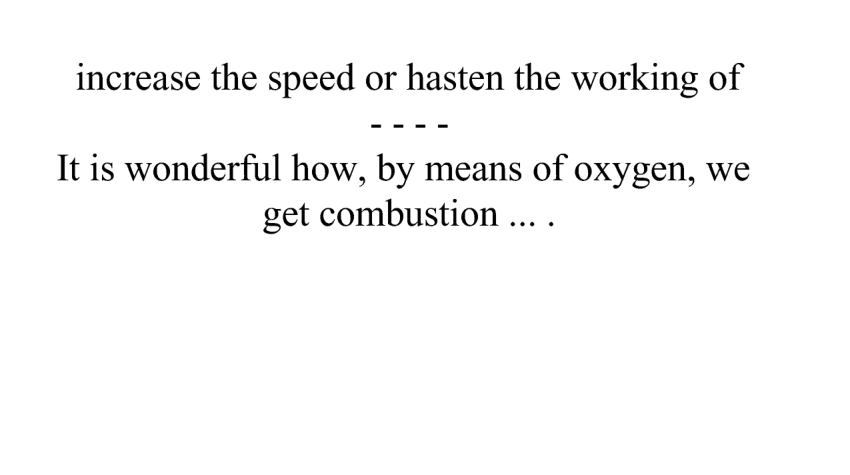 increase the speed or hasten the working of
- - - -
It is wonderful how, by means of oxygen, we
get combustion ... .